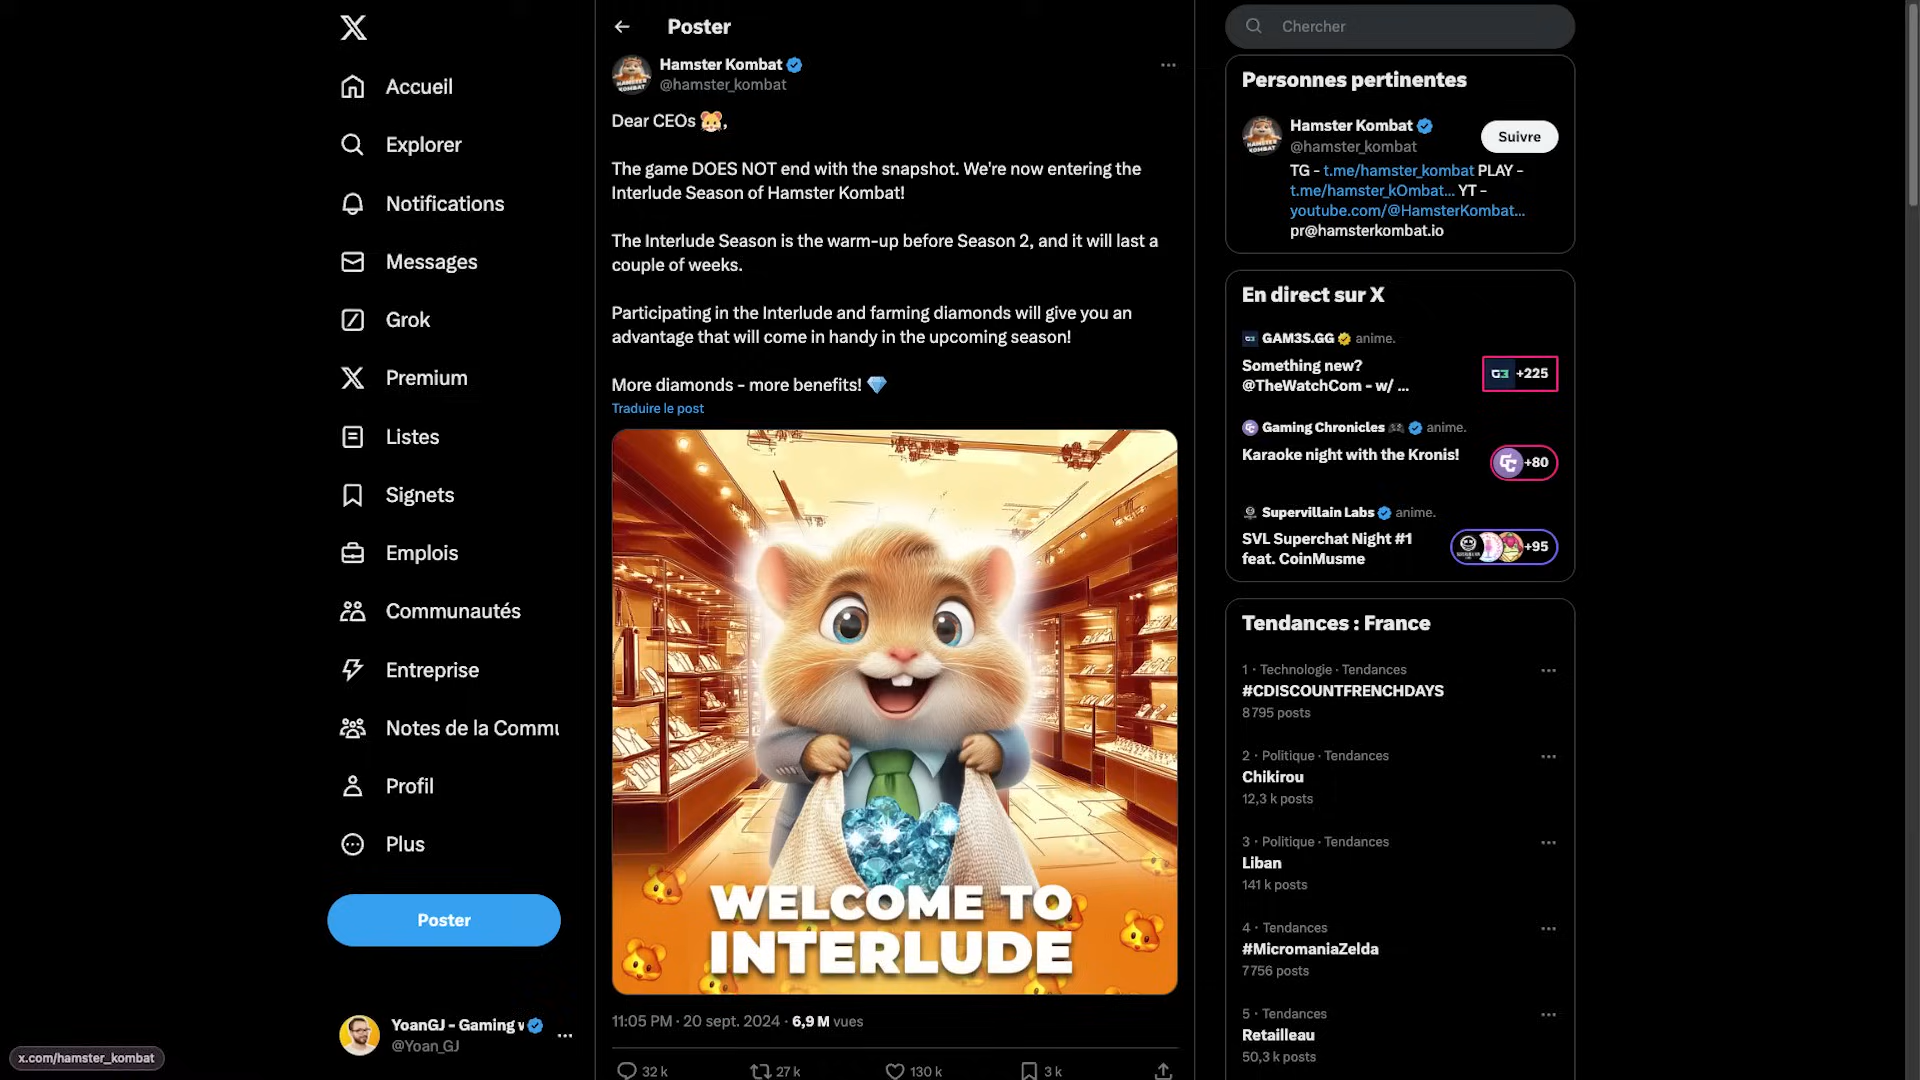 Accueil
Explorer
Notifications
Messages
Grok
Premium
Listes
Signets
Emplois
Communautés
Entreprise
Notes de la Commu
Profil
Plus
Poster
YoanGJ - Gaming
@Yoan_GJ
x.com/hamster_kombat
Poster
Hamster Kombat
@hamster_kombat
Dear CEOs 🐹,
The game DOES NOT end with the snapshot. We're now entering the
Interlude Season of Hamster Kombat!
The Interlude Season is the warm-up before Season 2, and it will last a
couple of weeks.
Participating in the Interlude and farming diamonds will give you an
advantage that will come in handy in the upcoming season!
More diamonds - more benefits! 💎
Traduire le post
WELCOME TO
INTERLUDE
11:05 PM · 20 sept. 2024 · 6,9 M vues
32 k 27 k 130 k 3 k
Chercher
Personnes pertinentes
Hamster Kombat
@hamster_kombat
Suivre
TG - t.me/hamster_kombat PLAY -
t.me/hamster_kOmbat... YT -
youtube.com/@HamsterKombat...
pr@hamsterkombat.io
En direct sur X
GAM3S.GG anime.
Something new?
@TheWatchCom - w/ ...
G3 +225
Gaming Chronicles 🎮 anime.
Karaoke night with the Kronis!
+80
Supervillain Labs anime.
SVL Superchat Night #1
feat. CoinMusme
+95
Tendances : France
1 · Technologie · Tendances
#CDISCOUNTFRENCHDAYS
8 795 posts
2 · Politique · Tendances
Chikirou
12,3 k posts
3 · Politique · Tendances
Liban
141 k posts
4 · Tendances
#MicromaniaZelda
7 756 posts
5 · Tendances
Retailleau
50,3 k posts